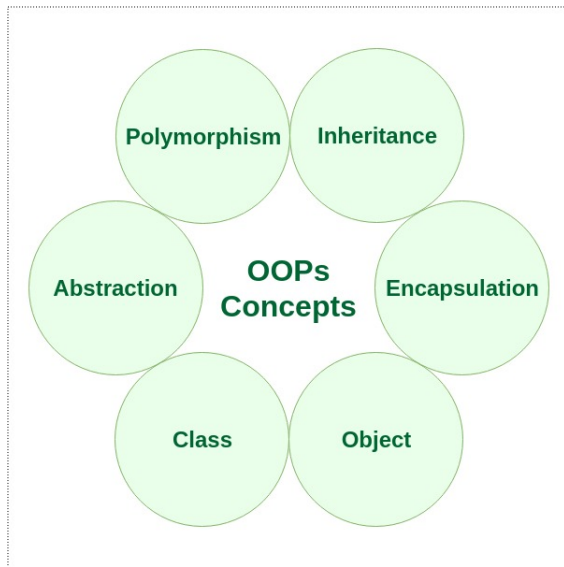 Polymorphism
Inheritance
Abstraction
OOPs
Concepts
Encapsulation
Class
Object